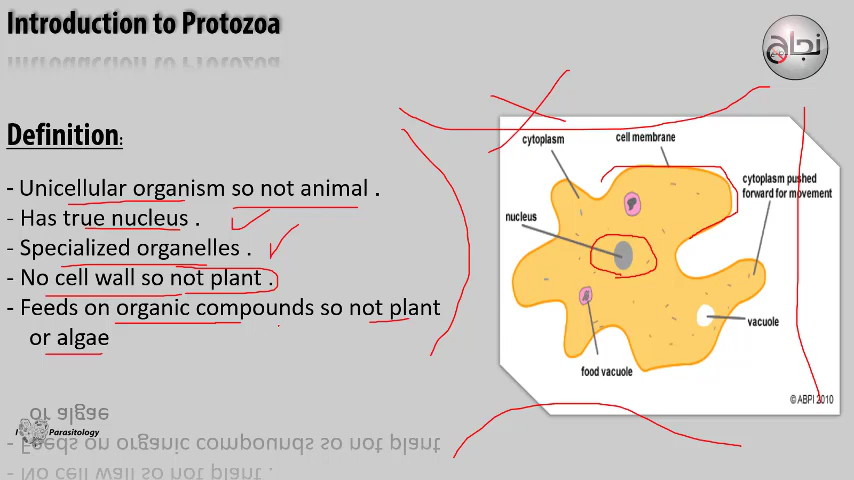 Introduction to Protozoa
نجاح
Definition:
- Unicellular organism so not animal .
- Has true nucleus .
- Specialized organelles .
- No cell wall so not plant .
- Feeds on organic compounds so not plant
or algae
cytoplasm
cell membrane
cytoplasm pushed
forward for movement
nucleus
vacuole
food vacuole
© ABPI 2010
I Parasitology